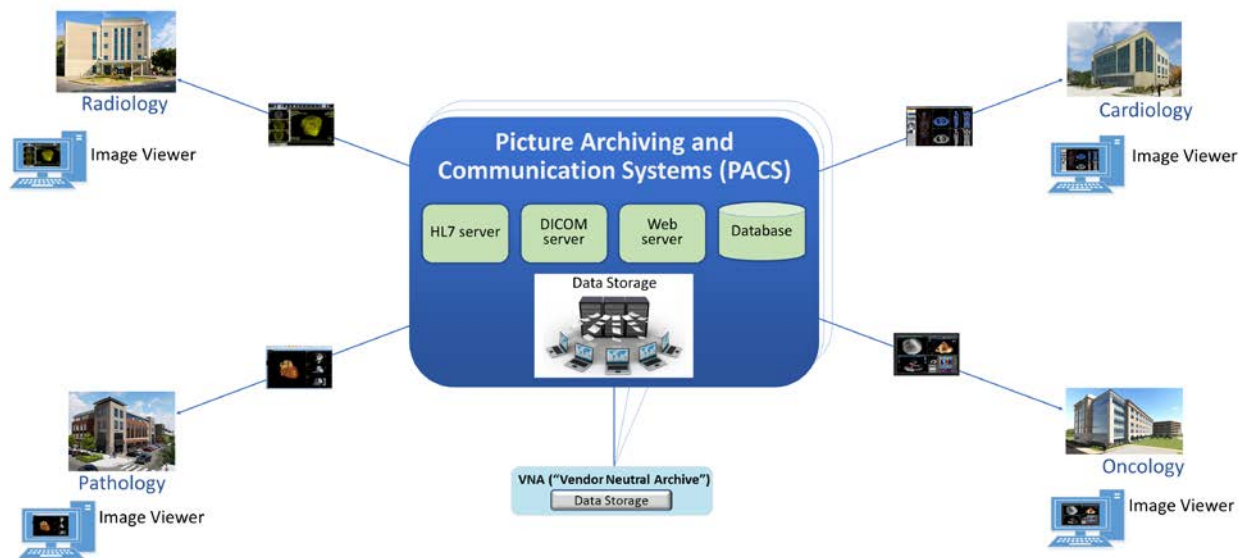 Radiology
Image Viewer
Cardiology
Image Viewer
Picture Archiving and
Communication Systems (PACS)
HL7 server
DICOM
server
Web
server
Database
Data Storage
Pathology
Image Viewer
Oncology
Image Viewer
VNA (“Vendor Neutral Archive”)
Data Storage